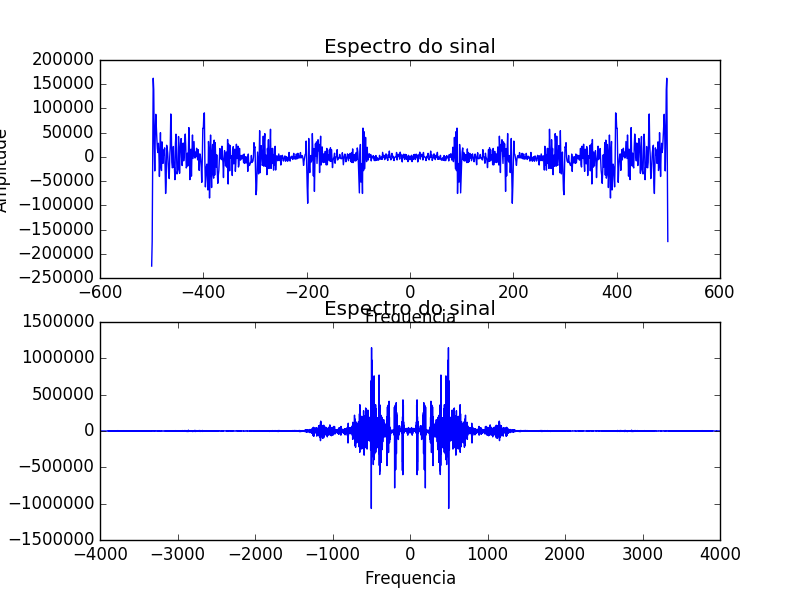 Espectro do sinal
200000
150000
100000
50000
0
−50000
−100000
−150000
−200000
−250000
Amplitude
−600 −400 −200 0 200 400 600
Frequencia
Espectro do sinal
1500000
1000000
500000
0
−500000
−1000000
−1500000
−4000 −3000 −2000 −1000 0 1000 2000 3000 4000
Frequencia